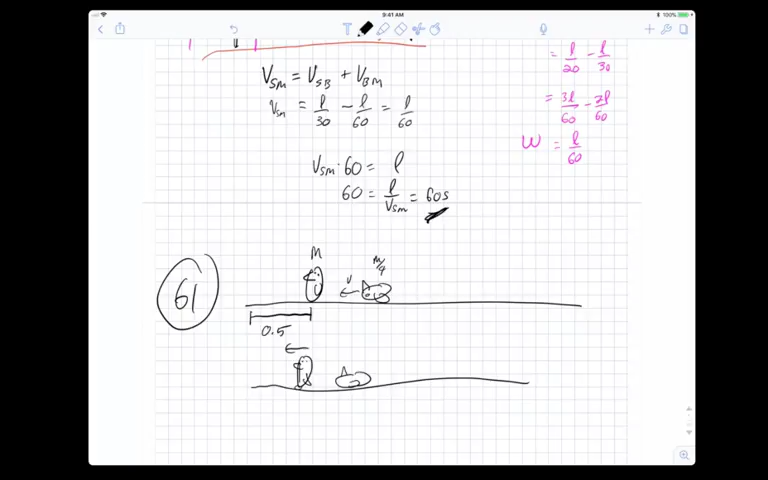 9:41 AM
100%
V_SM = V_SB + V_BM
V_SM = l/30 - l/60 = l/60
V_SM · 60 = l
60 = l/V_SM = 60s
= l/20 - l/30
= 3l/60 - 2l/60
W = l/60
61
M
M/4
v
0.5